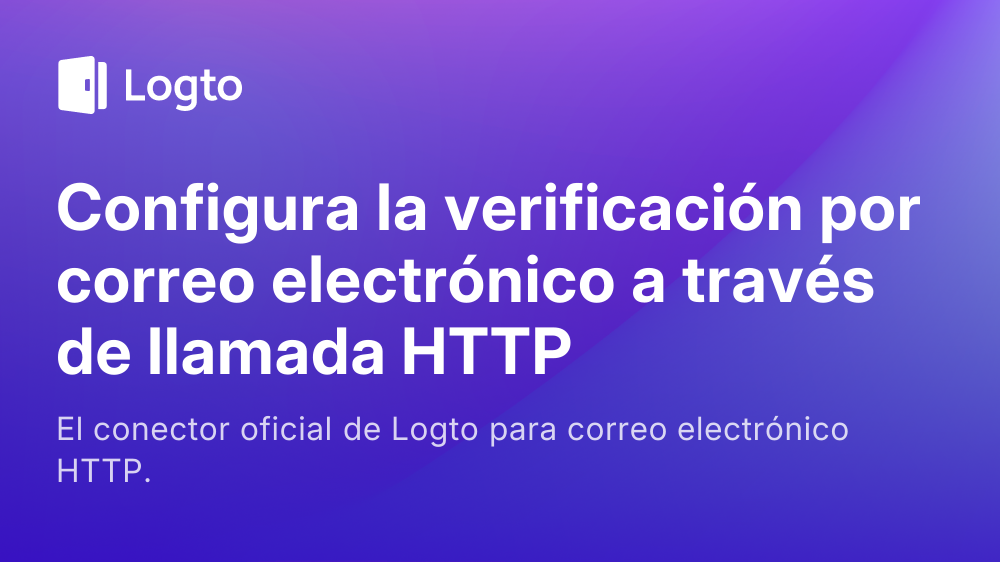 Logto
Configura la verificación por
correo electrónico a través
de llamada HTTP
El conector oficial de Logto para correo electrónico
HTTP.